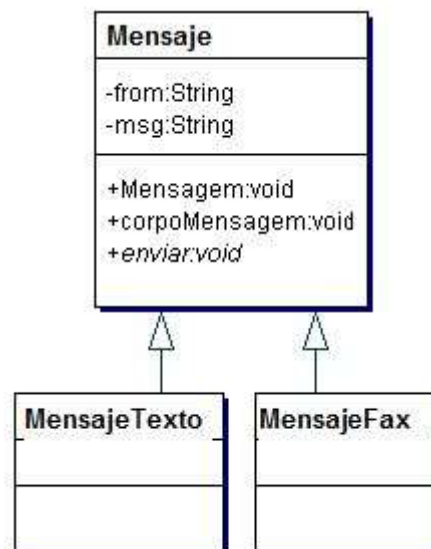 Mensaje
-from:String
-msg:String
+Mensagem:void
+corpoMensagem:void
+enviar:void
MensajeTexto
MensajeFax